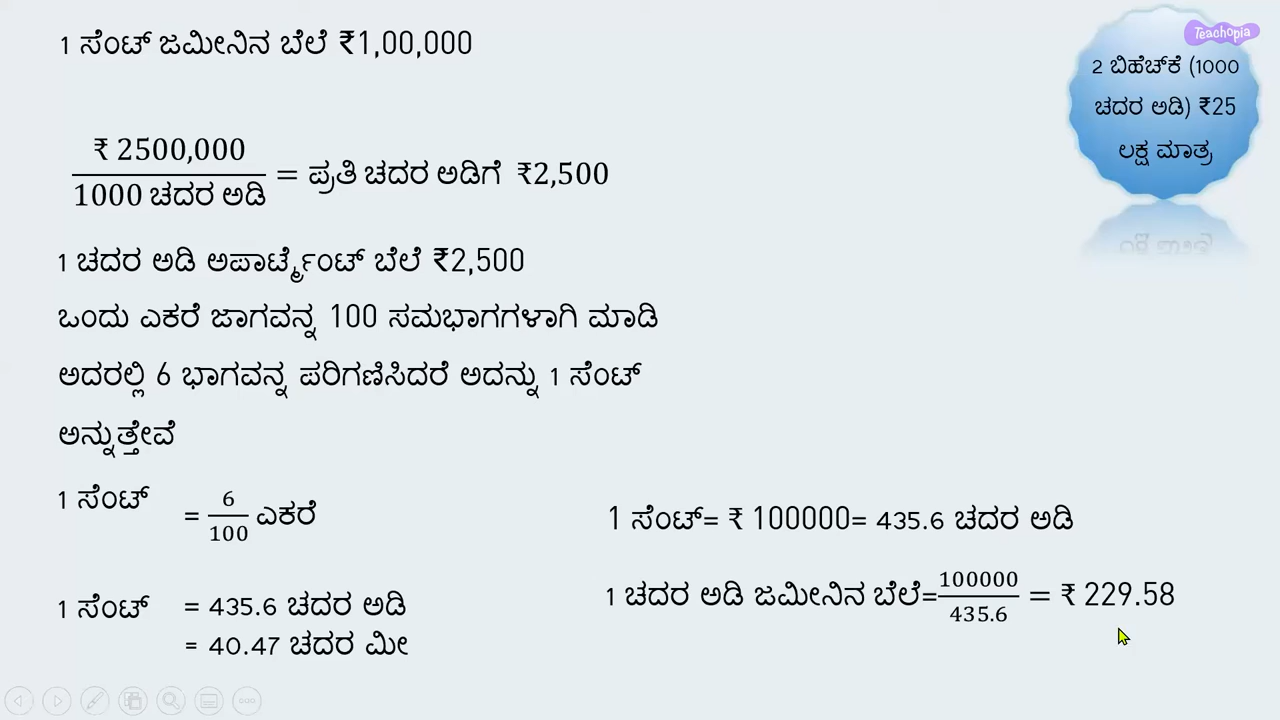 1 ಸೆಂಟ್ ಜಮೀನಿನ ಬೆಲೆ ₹1,00,000
Teachopia
2 ಬಿಹೆಚ್‌ಕೆ (1000
ಚದರ ಅಡಿ) ₹25
ಲಕ್ಷ ಮಾತ್ರ
₹ 2500,000
1000 ಚದರ ಅಡಿ
= ಪ್ರತಿ ಚದರ ಅಡಿಗೆ ₹2,500
1 ಚದರ ಅಡಿ ಅಪಾರ್ಟ್ಮೆಂಟ್ ಬೆಲೆ ₹2,500
ಒಂದು ಎಕರೆ ಜಾಗವನ್ನ 100 ಸಮಭಾಗಗಳಾಗಿ ಮಾಡಿ
ಅದರಲ್ಲಿ 6 ಭಾಗವನ್ನ ಪರಿಗಣಿಸಿದರೆ ಅದನ್ನು 1 ಸೆಂಟ್
ಅನ್ನುತ್ತೇವೆ
1 ಸೆಂಟ್ = 6/100 ಎಕರೆ
1 ಸೆಂಟ್ = 435.6 ಚದರ ಅಡಿ
= 40.47 ಚದರ ಮೀ
1 ಸೆಂಟ್= ₹ 100000= 435.6 ಚದರ ಅಡಿ
1 ಚದರ ಅಡಿ ಜಮೀನಿನ ಬೆಲೆ=100000/435.6 = ₹ 229.58